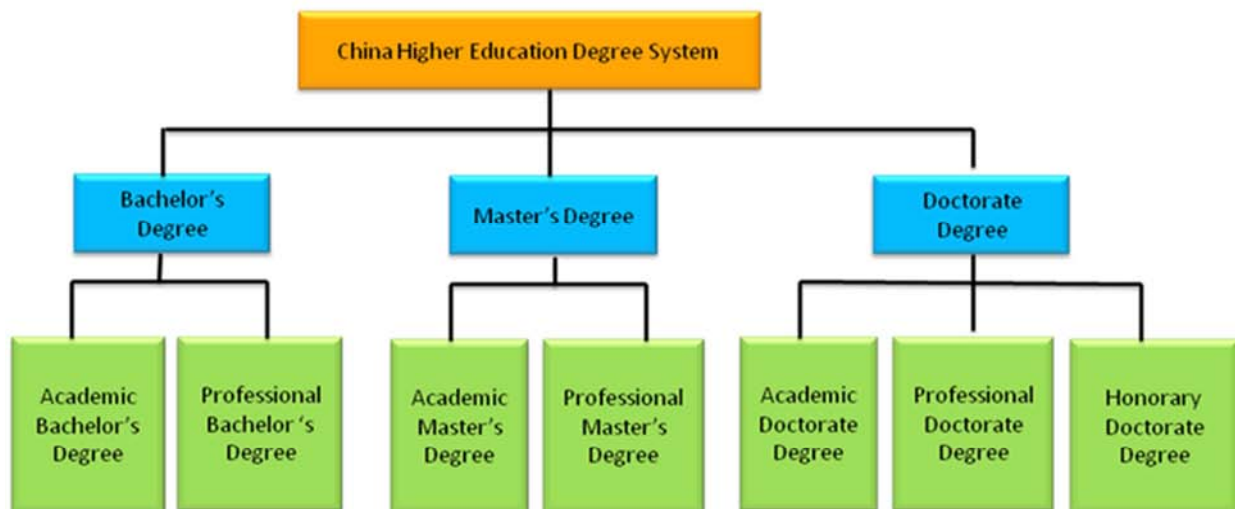 China Higher Education Degree System
Bachelor's
Degree
Master's Degree
Doctorate
Degree
Academic
Bachelor's
Degree
Professional
Bachelor 's
Degree
Academic
Master's
Degree
Professional
Master's
Degree
Academic
Doctorate
Degree
Professional
Doctorate
Degree
Honorary
Doctorate
Degree